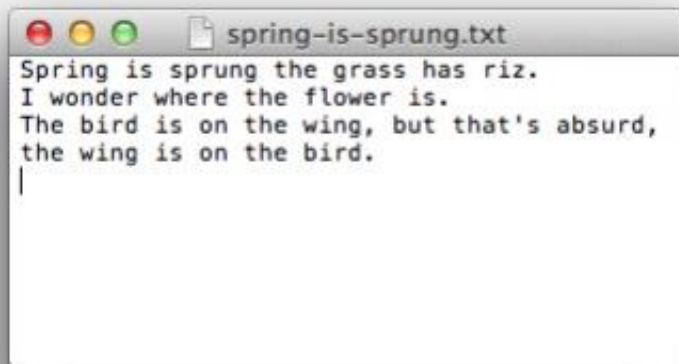 spring-is-sprung.txt
Spring is sprung the grass has riz.
I wonder where the flower is.
The bird is on the wing, but that's absurd,
the wing is on the bird.